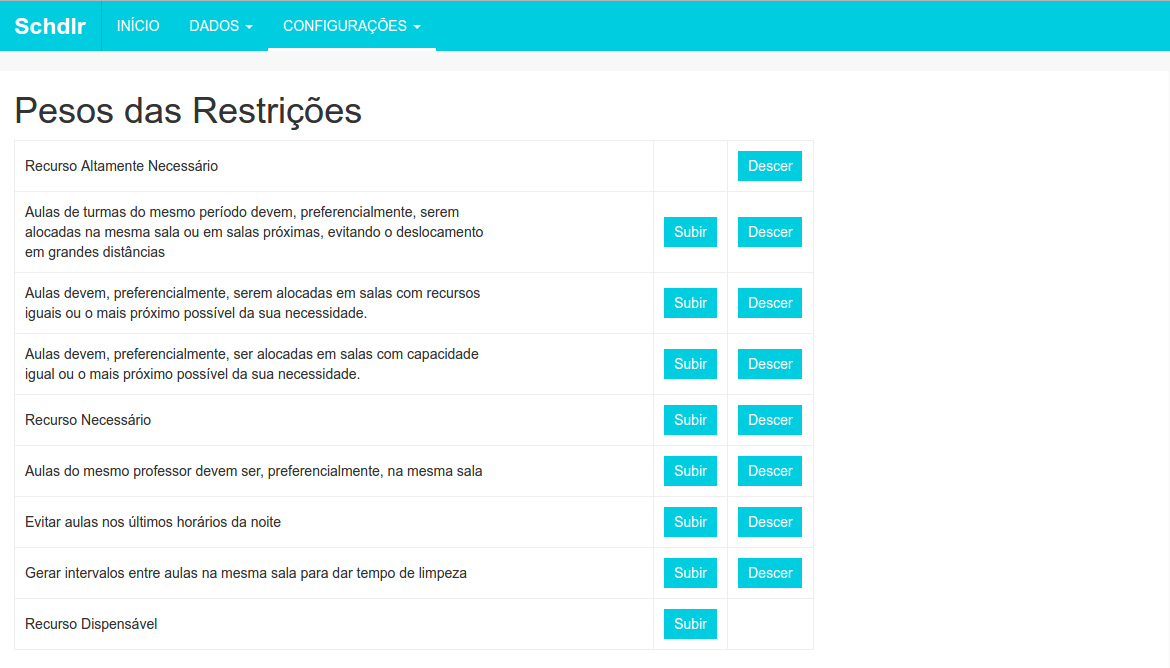 Schdlr INÍCIO DADOS CONFIGURAÇÕES
Pesos das Restrições
Recurso Altamente Necessário Descer
Aulas de turmas do mesmo período devem, preferencialmente, serem
alocadas na mesma sala ou em salas próximas, evitando o deslocamento Subir Descer
em grandes distâncias
Aulas devem, preferencialmente, serem alocadas em salas com recursos
iguais ou o mais próximo possível da sua necessidade.
Subir Descer
Aulas devem, preferencialmente, ser alocadas em salas com capacidade
igual ou o mais próximo possível da sua necessidade.
Subir Descer
Recurso Necessário Subir Descer
Aulas do mesmo professor devem ser, preferencialmente, na mesma sala Subir Descer
Evitar aulas nos últimos horários da noite Subir Descer
Gerar intervalos entre aulas na mesma sala para dar tempo de limpeza Subir Descer
Recurso Dispensável Subir